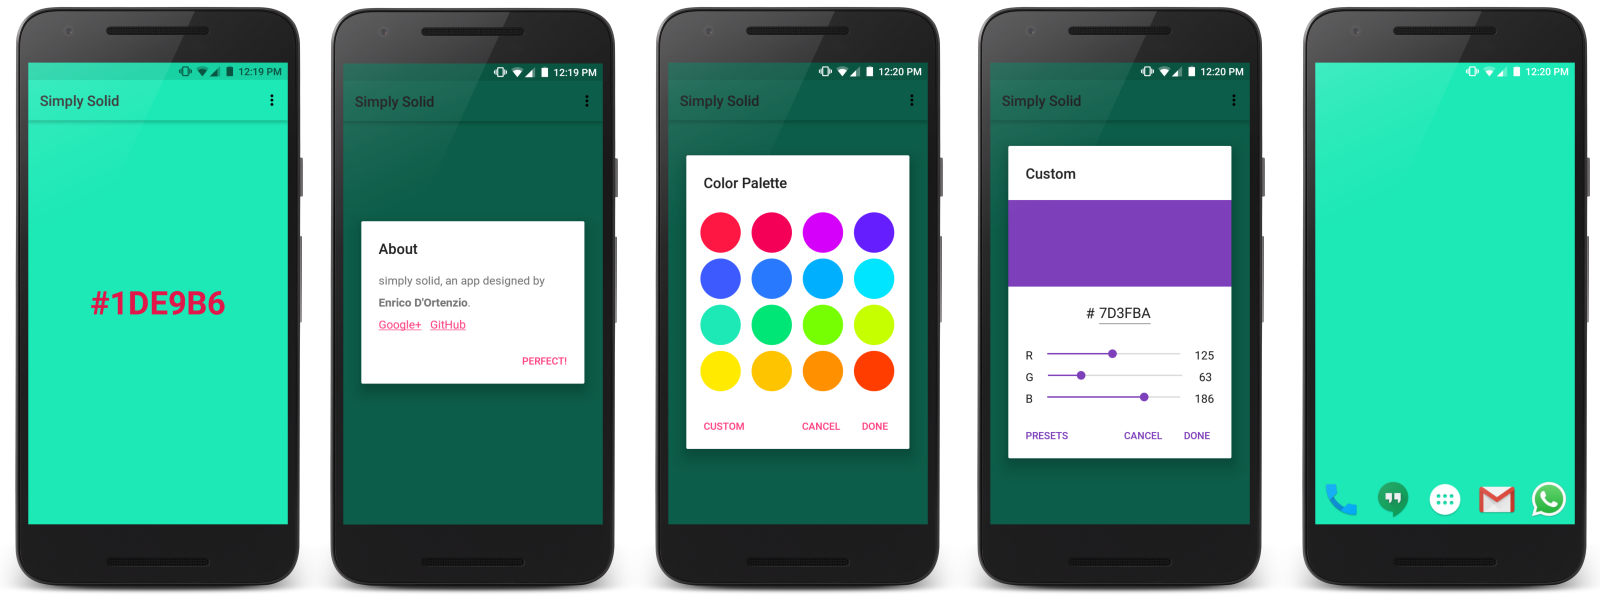 12:19 PM
Simply Solid
#1DE9B6
12:19 PM
Simply Solid
About
simply solid, an app designed by
Enrico D'Ortenzio.
Google+ GitHub
PERFECT!
12:20 PM
Simply Solid
Color Palette
CUSTOM CANCEL DONE
12:20 PM
Simply Solid
Custom
# 7D3FBA
R 125
G 63
B 186
PRESETS CANCEL DONE
12:20 PM